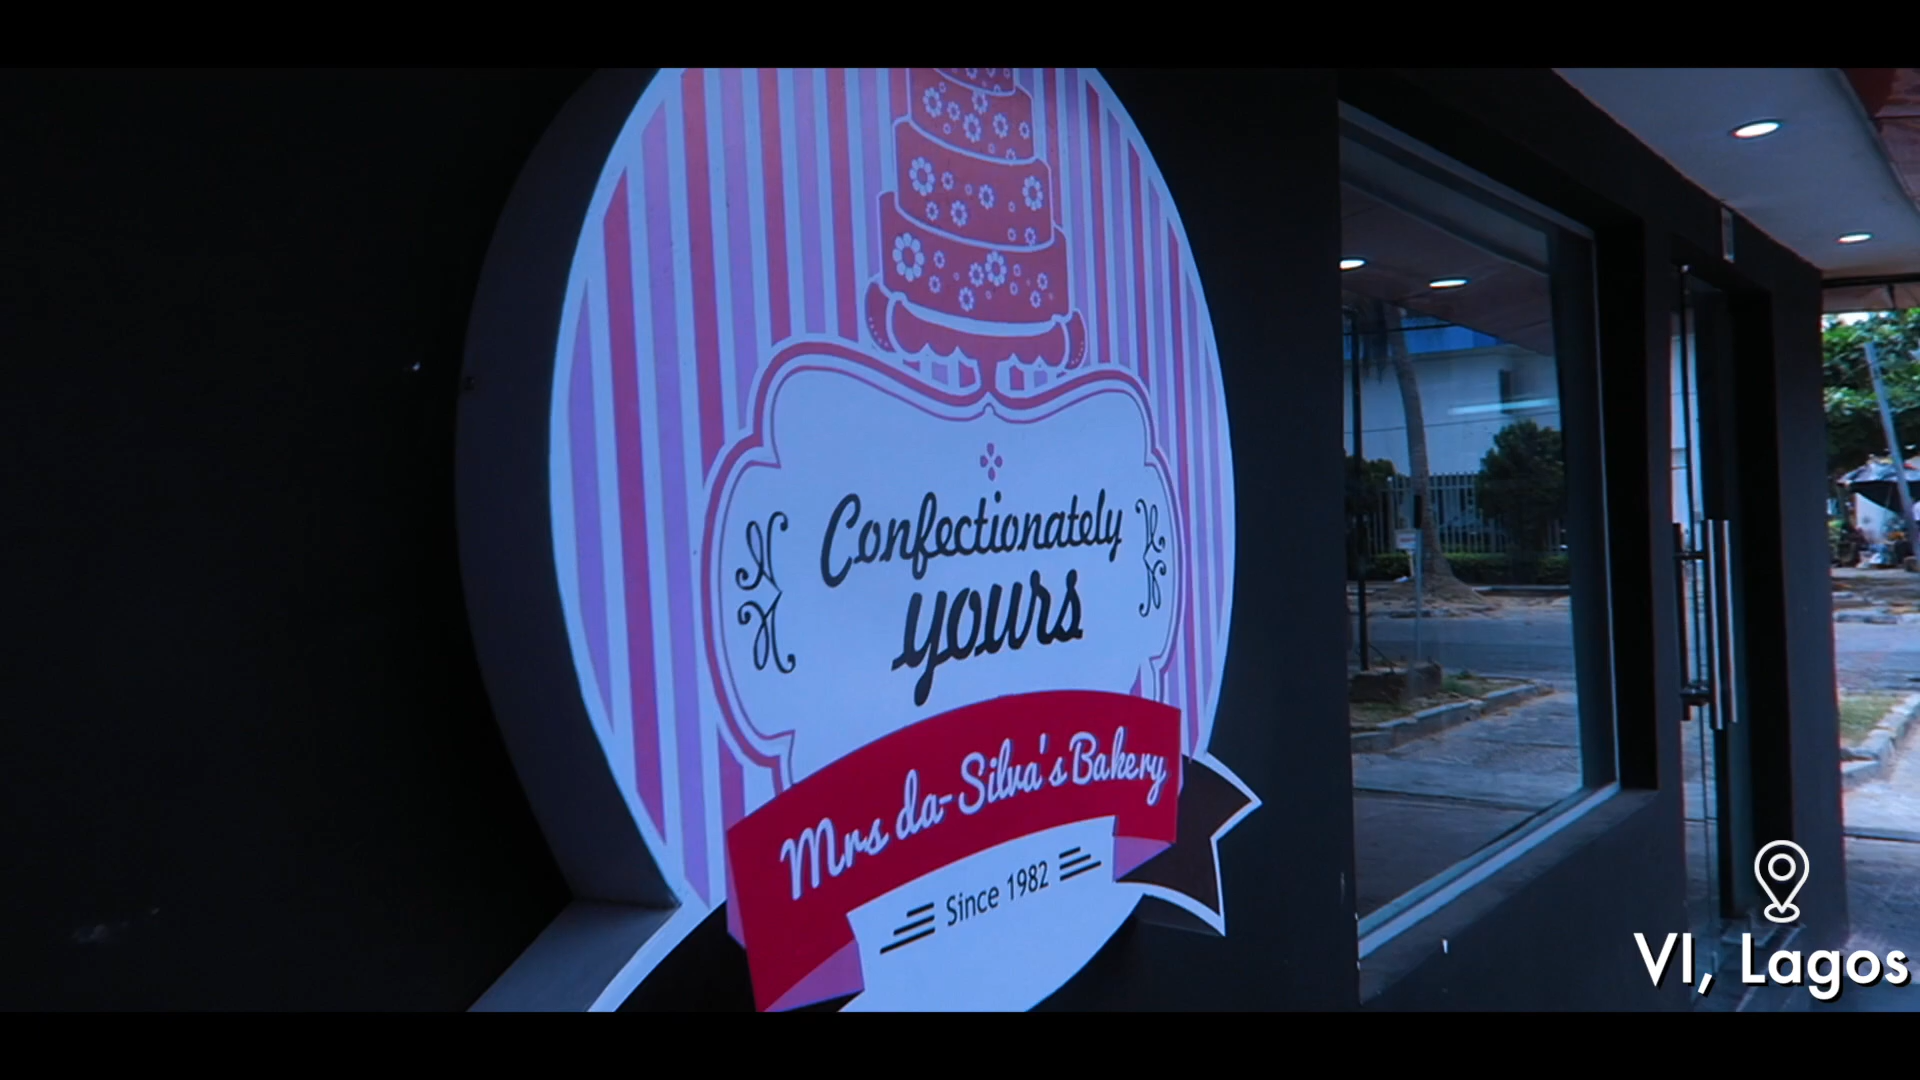 Confectionately
yours
Mrs da-Silva's Bakery
Since 1982
VI, Lagos